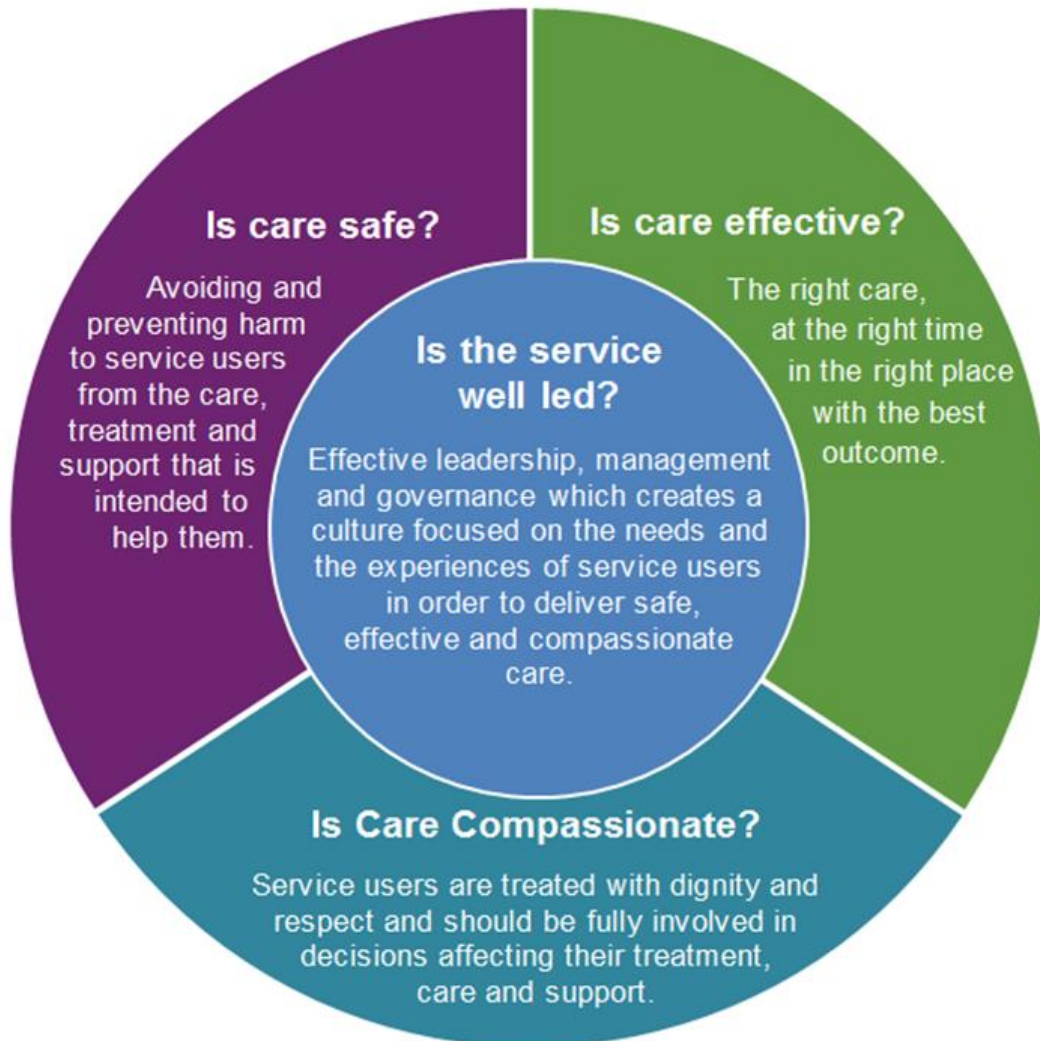 Is care safe?
Avoiding and
preventing harm
to service users
from the care,
treatment and
support that is
intended to
help them.
Is care effective?
The right care,
at the right time
in the right place
with the best
outcome.
Is the service
well led?
Effective leadership, management
and governance which creates a
culture focused on the needs and
the experiences of service users
in order to deliver safe,
effective and compassionate
care.
Is Care Compassionate?
Service users are treated with dignity and
respect and should be fully involved in
decisions affecting their treatment,
care and support.